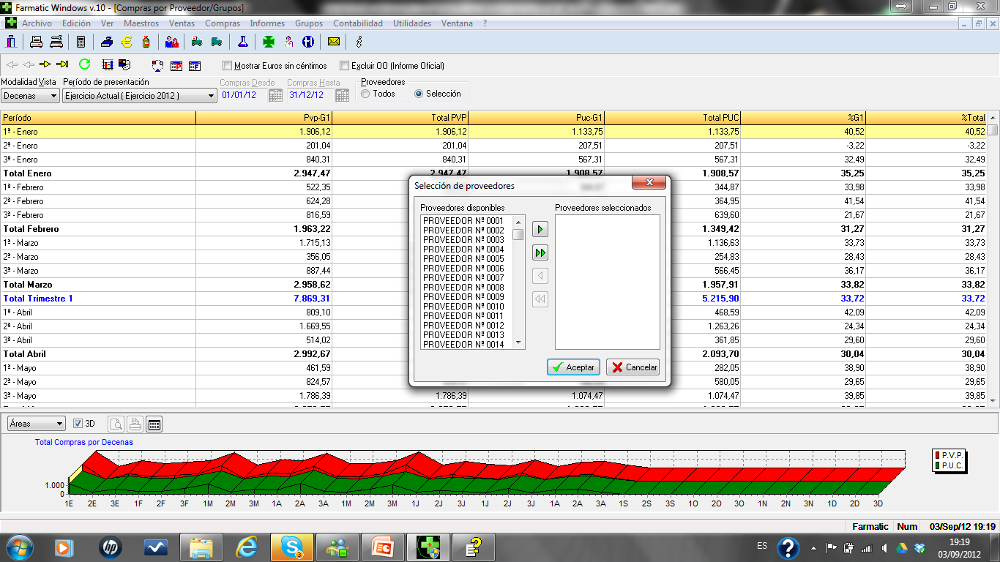 Farmatic Windows v.10 - [Compras por Proveedor/Grupos]
Archivo Edición Ver Maestros Ventas Compras Informes Grupos Contabilidad Utilidades Ventana ?
Mostrar Euros sin céntimos Excluir OO (Informe Oficial)
Modalidad Vista Período de presentación Compras Desde Compras Hasta Proveedores
Decenas Ejercicio Actual ( Ejercicio 2012 ) 01/01/12 31/12/12 Todos Selección
Período Pvp-G1 Total PVP Puc-G1 Total PUC %G1 %Total
1ª - Enero 1.906,12 1.906,12 1.133,75 1.133,75 40,52 40,52
2ª - Enero 201,04 201,04 207,51 207,51 -3,22 -3,22
3ª - Enero 840,31 840,31 567,31 567,31 32,49 32,49
Total Enero 2.947,47 2.947,47 1.908,57 1.908,57 35,25 35,25
1ª - Febrero 522,35 344,87 33,98 33,98
2ª - Febrero 624,28 364,95 41,54 41,54
3ª - Febrero 816,59 639,60 21,67 21,67
Total Febrero 1.963,22 1.349,42 31,27 31,27
1ª - Marzo 1.715,13 1.136,63 33,73 33,73
2ª - Marzo 356,05 254,83 28,43 28,43
3ª - Marzo 887,44 566,45 36,17 36,17
Total Marzo 2.958,62 1.957,91 33,82 33,82
Total Trimestre 1 7.869,31 5.215,90 33,72 33,72
1ª - Abril 809,10 468,59 42,09 42,09
2ª - Abril 1.669,55 1.263,26 24,34 24,34
3ª - Abril 514,02 361,85 29,60 29,60
Total Abril 2.992,67 2.093,70 30,04 30,04
1ª - Mayo 461,59 282,05 38,90 38,90
2ª - Mayo 824,57 580,05 29,65 29,65
3ª - Mayo 1.786,39 1.786,39 1.074,47 1.074,47 39,85 39,85
Selección de proveedores
Proveedores disponibles
PROVEEDOR Nº 0001
PROVEEDOR Nº 0002
PROVEEDOR Nº 0003
PROVEEDOR Nº 0004
PROVEEDOR Nº 0005
PROVEEDOR Nº 0006
PROVEEDOR Nº 0007
PROVEEDOR Nº 0008
PROVEEDOR Nº 0009
PROVEEDOR Nº 0010
PROVEEDOR Nº 0011
PROVEEDOR Nº 0012
PROVEEDOR Nº 0013
PROVEEDOR Nº 0014
Proveedores seleccionados
Aceptar Cancelar
Áreas 3D
Total Compras por Decenas
P.V.P.
P.U.C.
1.000
0
1E 2E 3E 1F 2F 3F 1M 2M 3M 1A 2A 3A 1M 2M 3M 1J 2J 3J 1J 2J 3J 1A 2A 3A 1S 2S 3S 1O 2O 3O 1N 2N 3N 1D 2D 3D
Farmatic Num 03/Sep/12 19:19
ES 19:19
03/09/2012